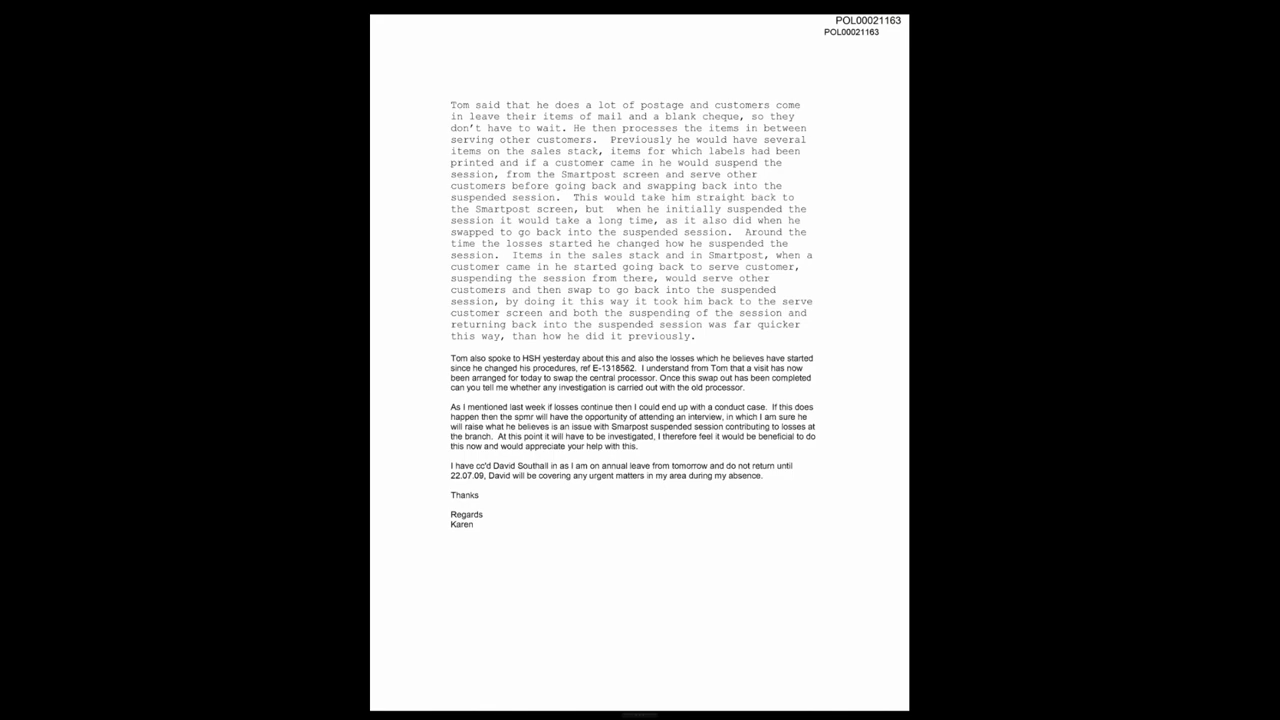 POL00021163
POL00021163
Tom said that he does a lot of postage and customers come
in leave their items of mail and a blank cheque, so they
don't have to wait. He then processes the items in between
serving other customers.  Previously he would have several
items on the sales stack, items for which labels had been
printed and if a customer came in he would suspend the
session, from the Smartpost screen and serve other
customers before going back and swapping back into the
suspended session.  This would take him straight back to
the Smartpost screen, but  when he initially suspended the
session it would take a long time, as it also did when he
swapped to go back into the suspended session.  Around the
time the losses started he changed how he suspended the
session.  Items in the sales stack and in Smartpost, when a
customer came in he started going back to serve customer,
suspending the session from there, would serve other
customers and then swap to go back into the suspended
session, by doing it this way it took him back to the serve
customer screen and both the suspending of the session and
returning back into the suspended session was far quicker
this way, than how he did it previously.
Tom also spoke to HSH yesterday about this and also the losses which he believes have started
since he changed his procedures, ref E-1318562.  I understand from Tom that a visit has now
been arranged for today to swap the central processor. Once this swap out has been completed
can you tell me whether any investigation is carried out with the old processor.
As I mentioned last week if losses continue then I could end up with a conduct case.  If this does
happen then the spmr will have the opportunity of attending an interview, in which I am sure he
will raise what he believes is an issue with Smarpost suspended session contributing to losses at
the branch.  At this point it will have to be investigated, I therefore feel it would be beneficial to do
this now and would appreciate your help with this.
I have cc'd David Southall in as I am on annual leave from tomorrow and do not return until
22.07.09, David will be covering any urgent matters in my area during my absence.
Thanks
Regards
Karen